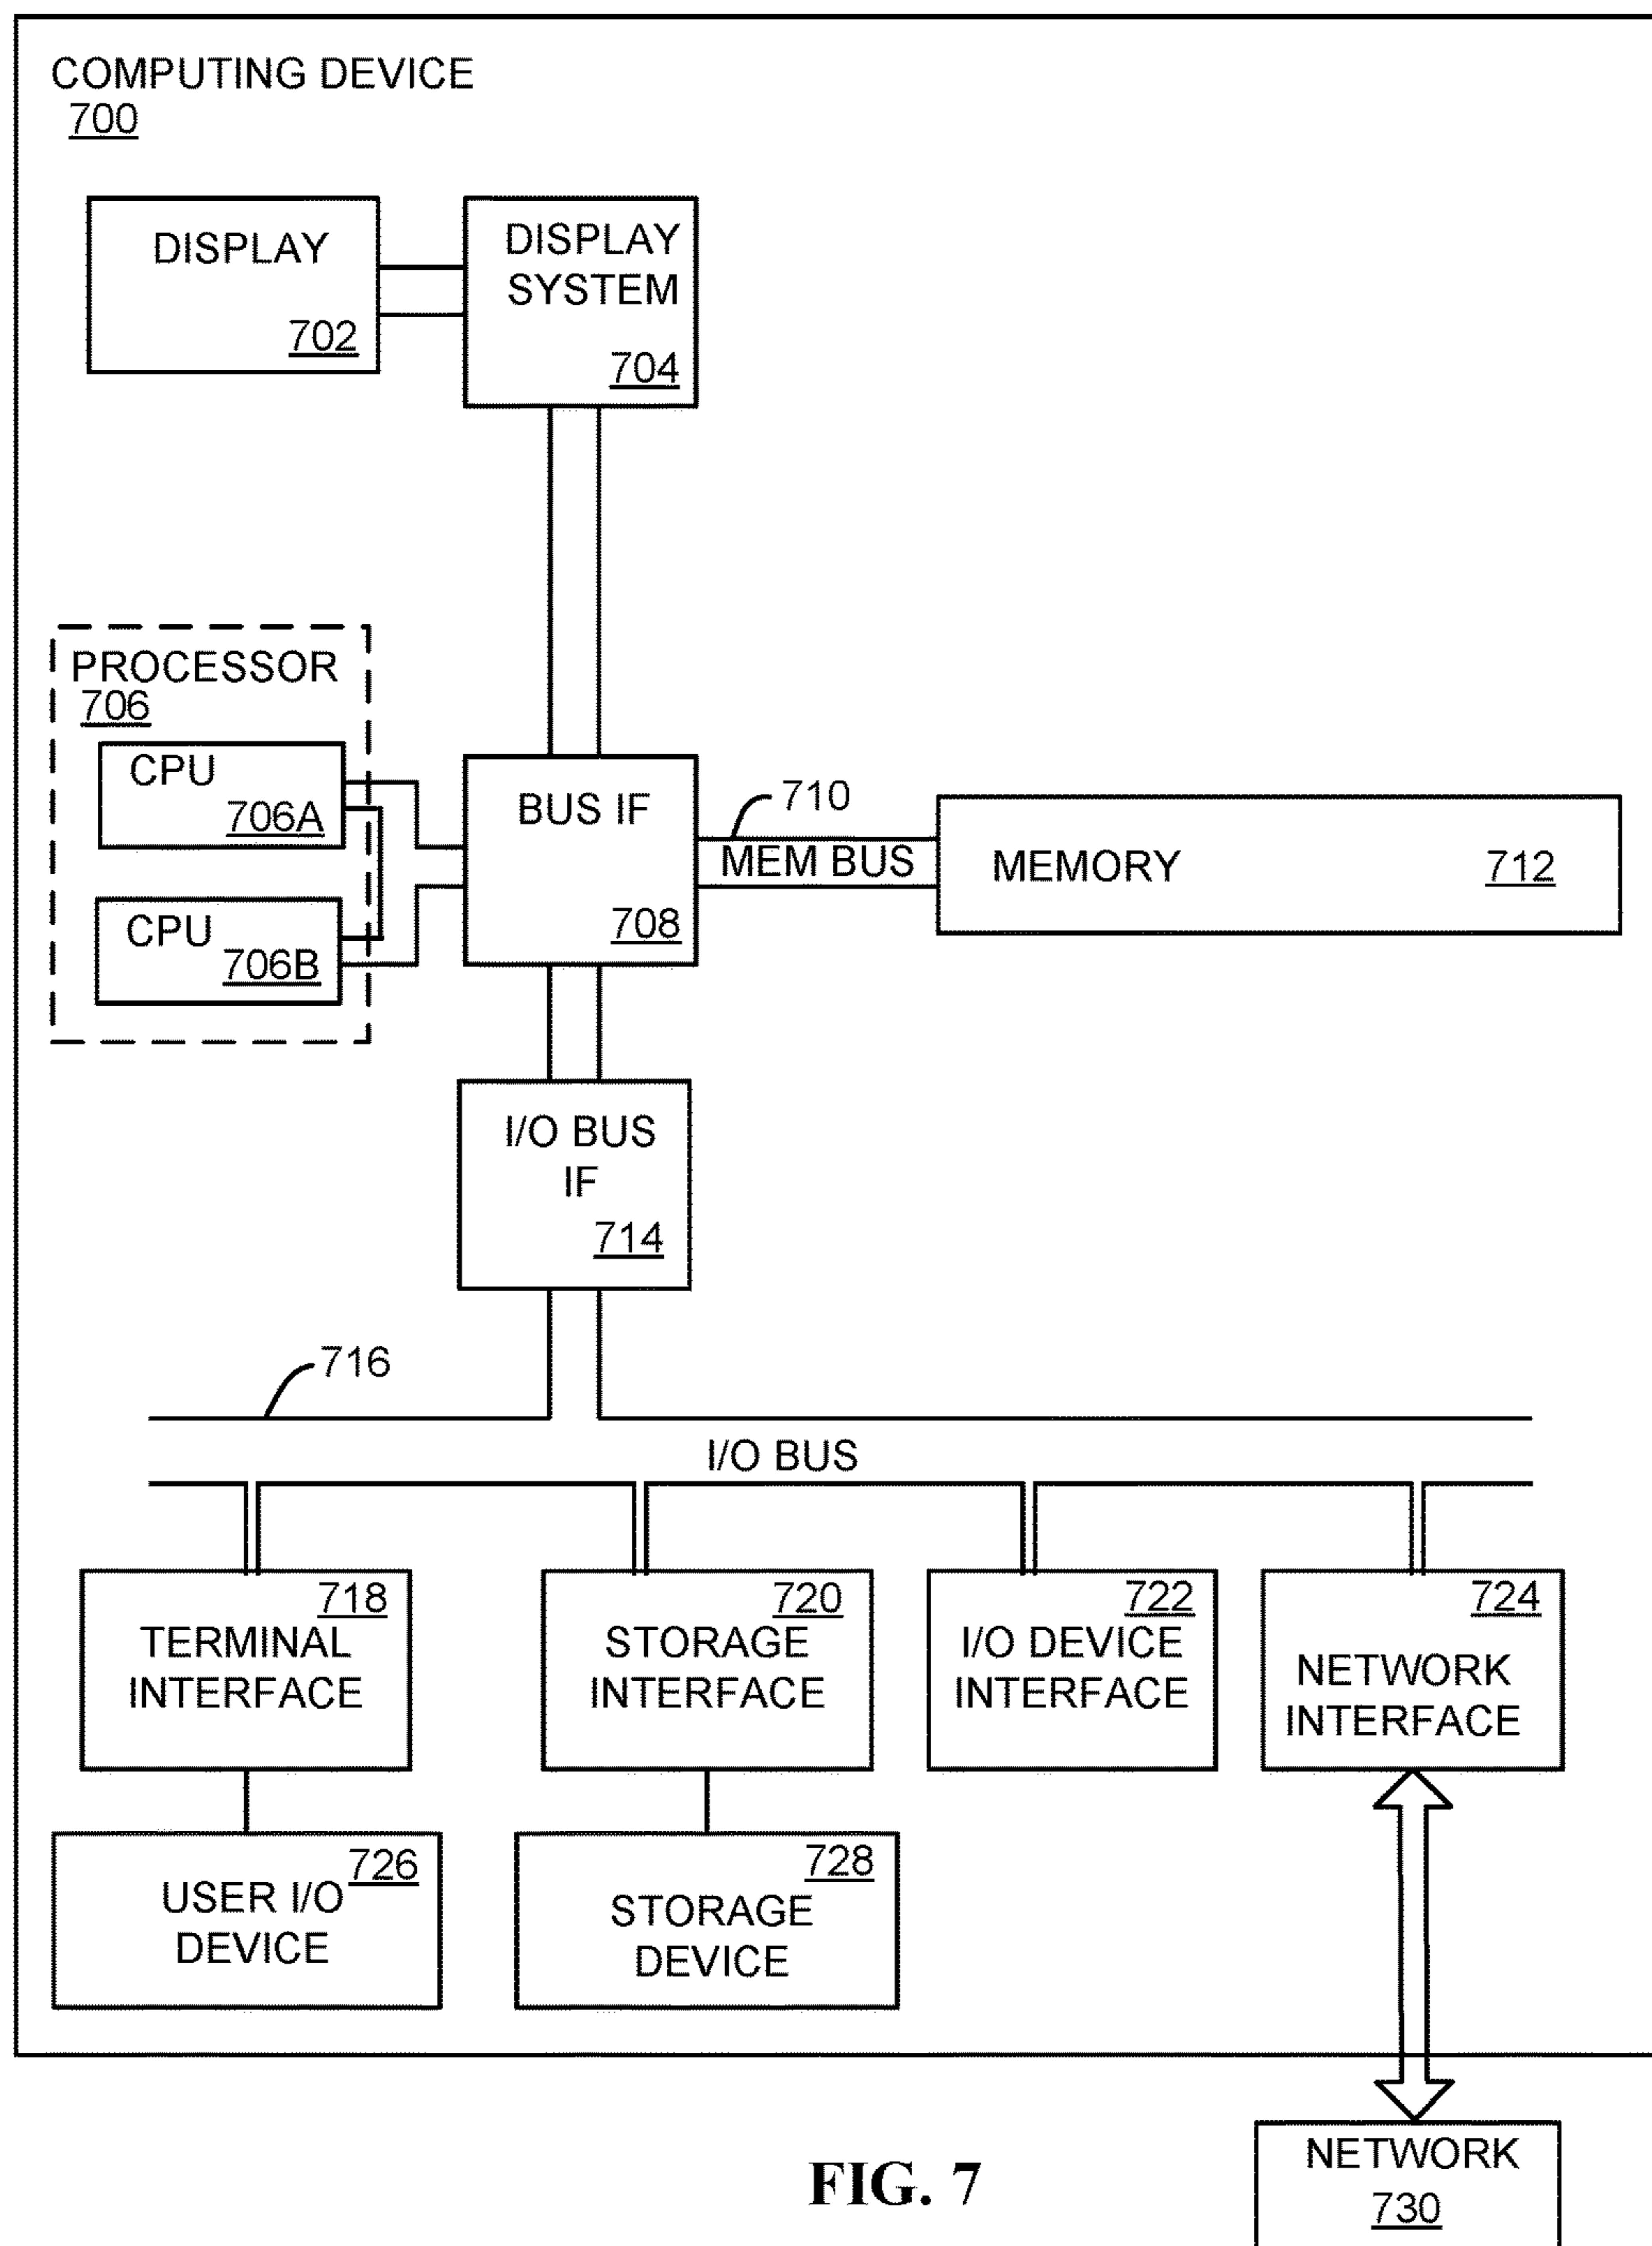 COMPUTING DEVICE
700
DISPLAY
702
DISPLAY
SYSTEM
704
PROCESSOR
706
CPU
706A
CPU
706B
BUS IF
708
710
MEM BUS
MEMORY 712
I/O BUS
IF
714
716
I/O BUS
718
TERMINAL
INTERFACE
720
STORAGE
INTERFACE
722
I/O DEVICE
INTERFACE
724
NETWORK
INTERFACE
726
USER I/O
DEVICE
728
STORAGE
DEVICE
NETWORK
730
FIG. 7